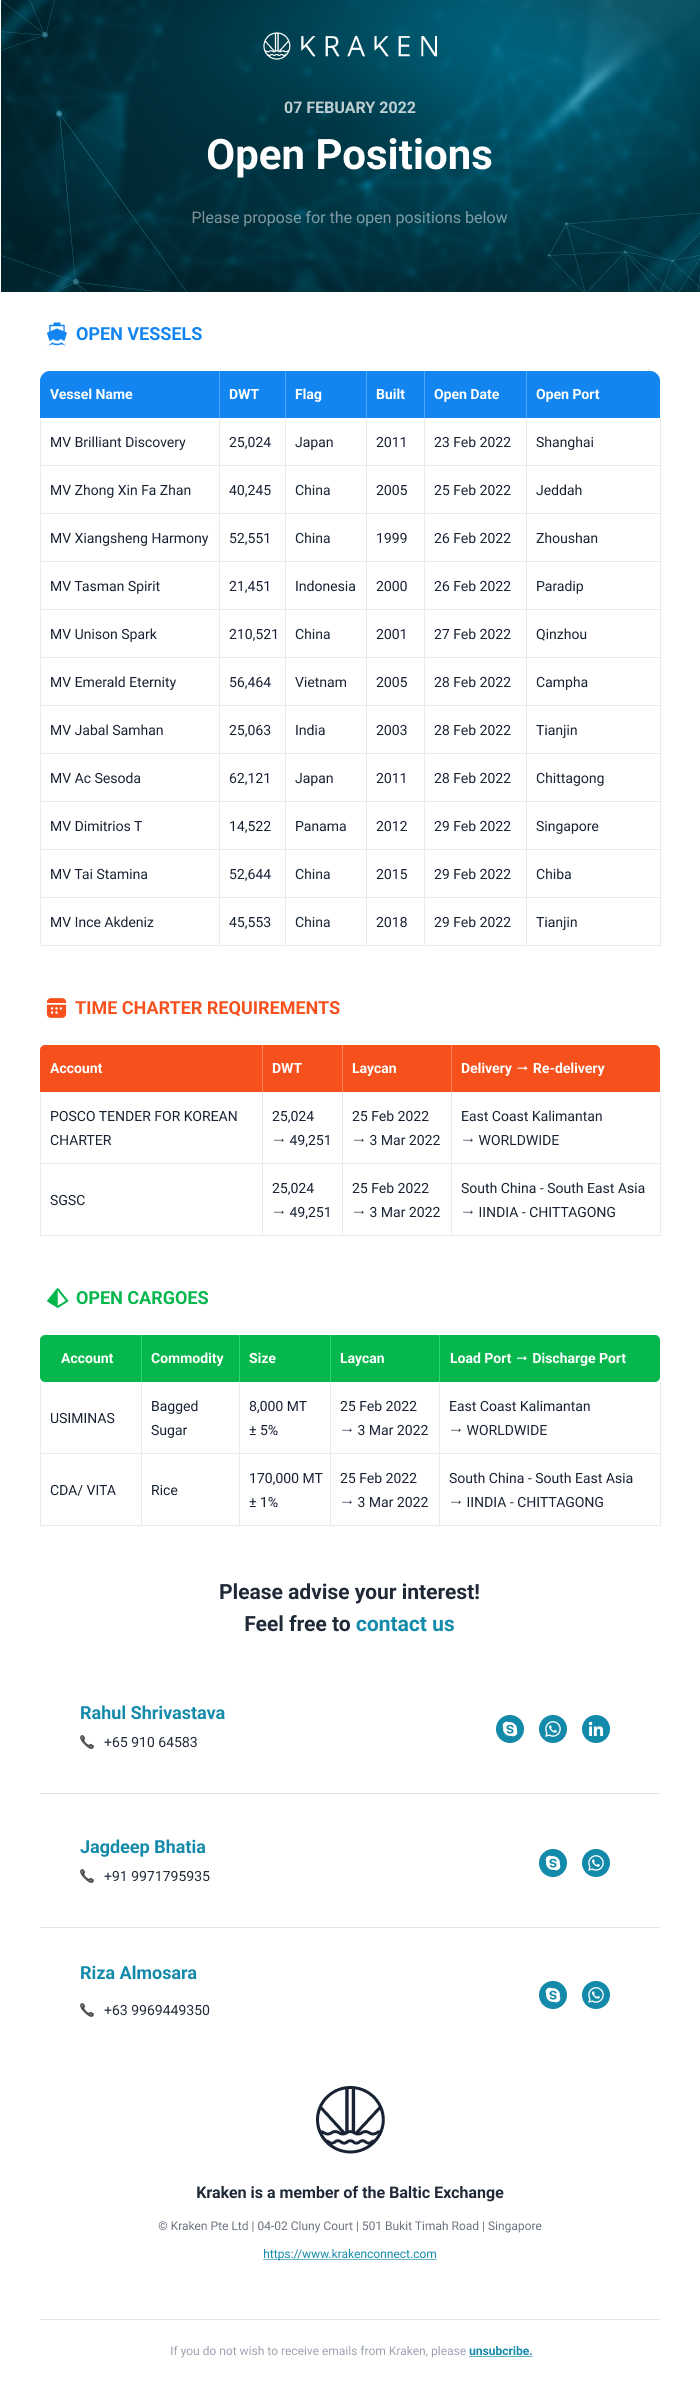 KRAKEN
07 FEBUARY 2022
Open Positions
Please propose for the open positions below
OPEN VESSELS
Vessel Name DWT Flag Built Open Date Open Port
MV Brilliant Discovery 25,024 Japan 2011 23 Feb 2022 Shanghai
MV Zhong Xin Fa Zhan 40,245 China 2005 25 Feb 2022 Jeddah
MV Xiangsheng Harmony 52,551 China 1999 26 Feb 2022 Zhoushan
MV Tasman Spirit 21,451 Indonesia 2000 26 Feb 2022 Paradip
MV Unison Spark 210,521 China 2001 27 Feb 2022 Qinzhou
MV Emerald Eternity 56,464 Vietnam 2005 28 Feb 2022 Campha
MV Jabal Samhan 25,063 India 2003 28 Feb 2022 Tianjin
MV Ac Sesoda 62,121 Japan 2011 28 Feb 2022 Chittagong
MV Dimitrios T 14,522 Panama 2012 29 Feb 2022 Singapore
MV Tai Stamina 52,644 China 2015 29 Feb 2022 Chiba
MV Ince Akdeniz 45,553 China 2018 29 Feb 2022 Tianjin
TIME CHARTER REQUIREMENTS
Account DWT Laycan Delivery → Re-delivery
POSCO TENDER FOR KOREAN 25,024 25 Feb 2022 East Coast Kalimantan
CHARTER → 49,251 → 3 Mar 2022 → WORLDWIDE
SGSC 25,024 25 Feb 2022 South China - South East Asia
→ 49,251 → 3 Mar 2022 → IINDIA - CHITTAGONG
OPEN CARGOES
Account Commodity Size Laycan Load Port → Discharge Port
USIMINAS Bagged 8,000 MT 25 Feb 2022 East Coast Kalimantan
Sugar ± 5% → 3 Mar 2022 → WORLDWIDE
CDA/ VITA Rice 170,000 MT 25 Feb 2022 South China - South East Asia
± 1% → 3 Mar 2022 → IINDIA - CHITTAGONG
Please advise your interest!
Feel free to contact us
Rahul Shrivastava
+65 910 64583
Jagdeep Bhatia
+91 9971795935
Riza Almosara
+63 9969449350
Kraken is a member of the Baltic Exchange
© Kraken Pte Ltd | 04-02 Cluny Court | 501 Bukit Timah Road | Singapore
https://www.krakenconnect.com
If you do not wish to receive emails from Kraken, please unsubcribe.